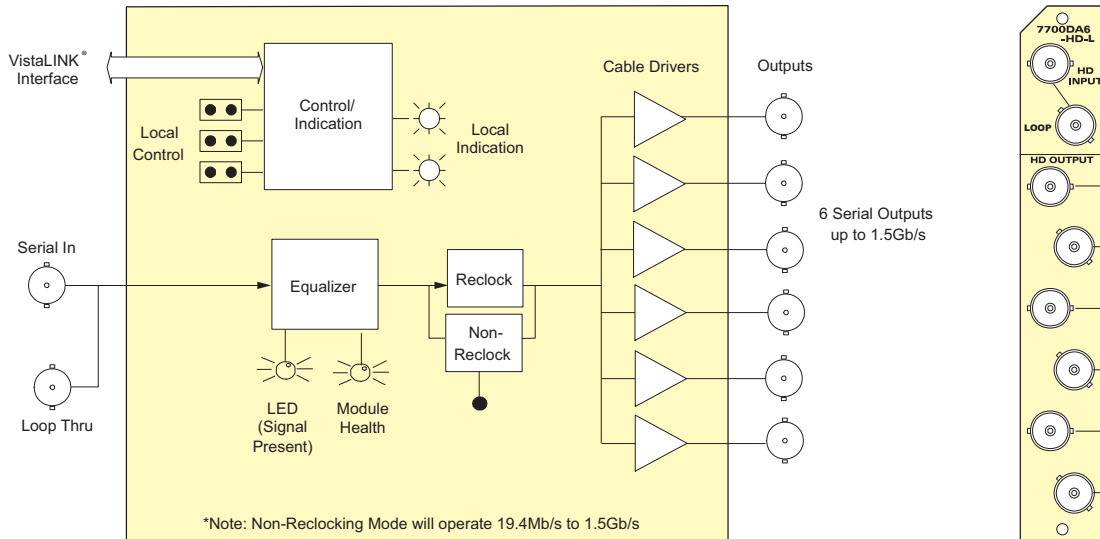 VistaLINK®
Interface
Local
Control
Control/
Indication
Local
Indication
Cable Drivers
Outputs
6 Serial Outputs
up to 1.5Gb/s
Serial In
Loop Thru
Equalizer
Reclock
Non-
Reclock
LED
(Signal
Present)
Module
Health
*Note: Non-Reclocking Mode will operate 19.4Mb/s to 1.5Gb/s
7700DA6
-HD-L
HD
INPUT
LOOP
HD OUTPUT